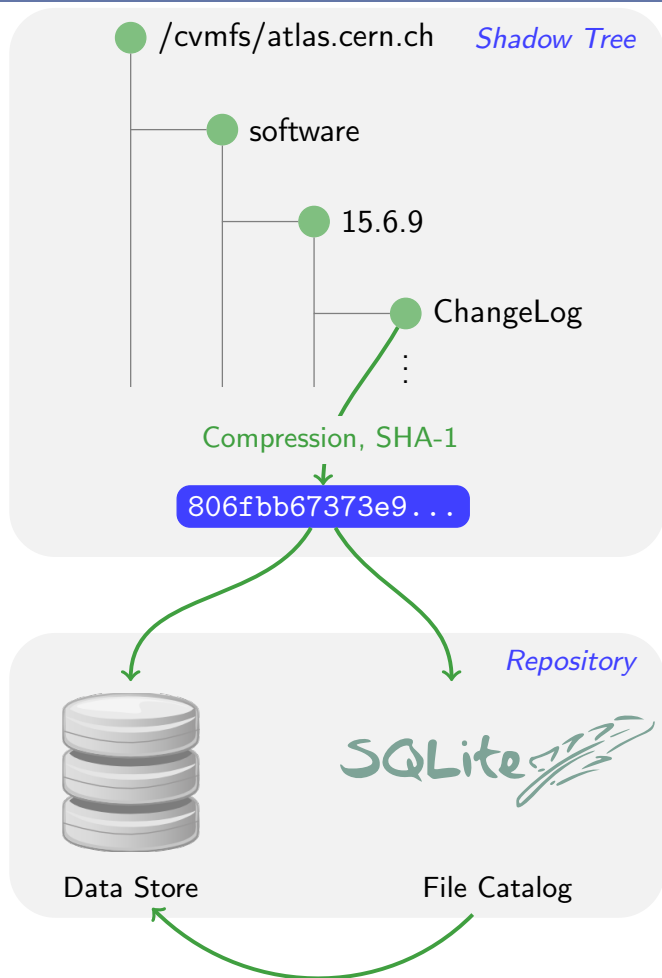 /cvmfs/atlas.cern.ch
Shadow Tree
software
15.6.9
ChangeLog
⋮
Compression, SHA-1
806fbb67373e9...
Repository
SQLite
Data Store
File Catalog